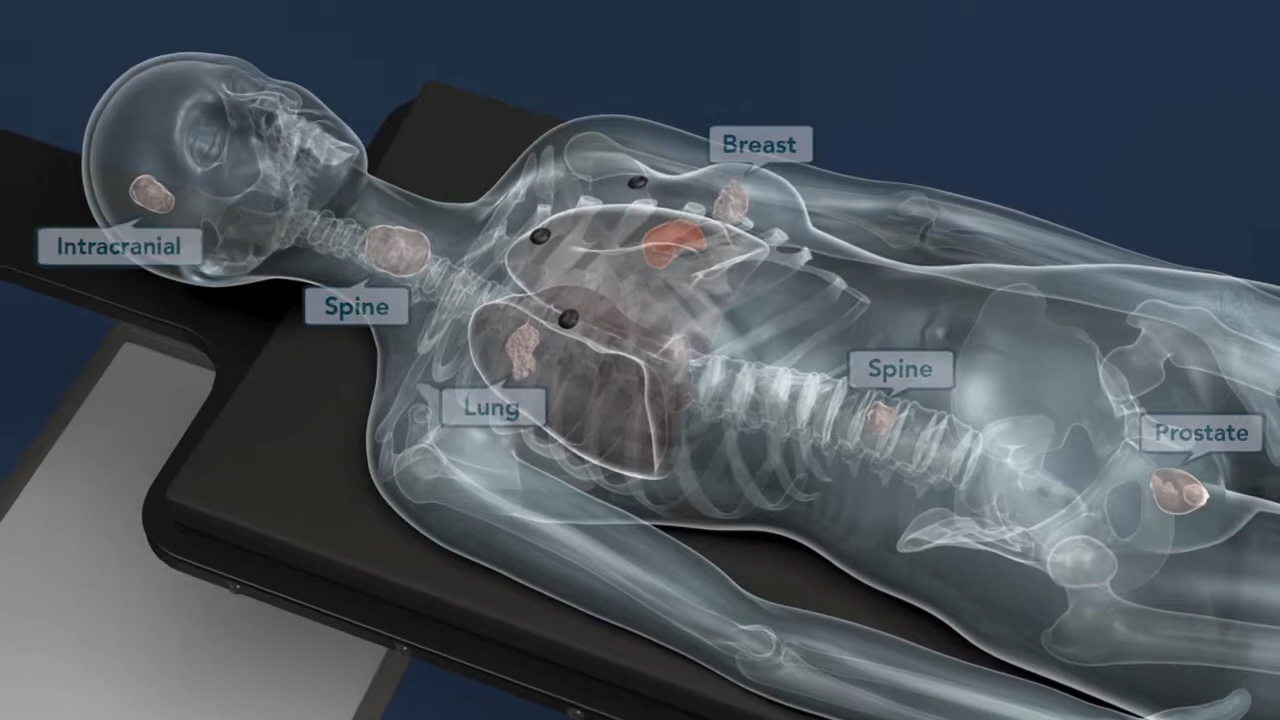 Breast
Intracranial
Spine
Spine
Lung
Prostate